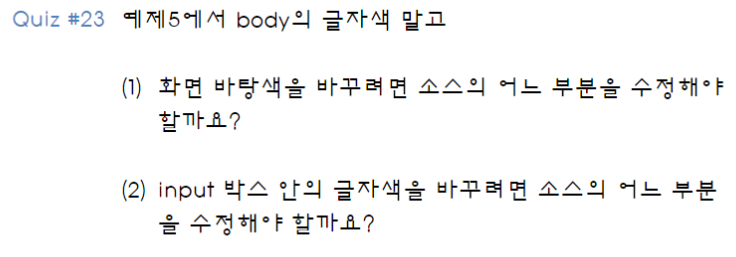 Quiz #23 예제5에서 body의 글자색 말고
(1) 화면 바탕색을 바꾸려면 소스의 어느 부분을 수정해야
할까요?
(2) input 박스 안의 글자색을 바꾸려면 소스의 어느 부분
을 수정해야 할까요?